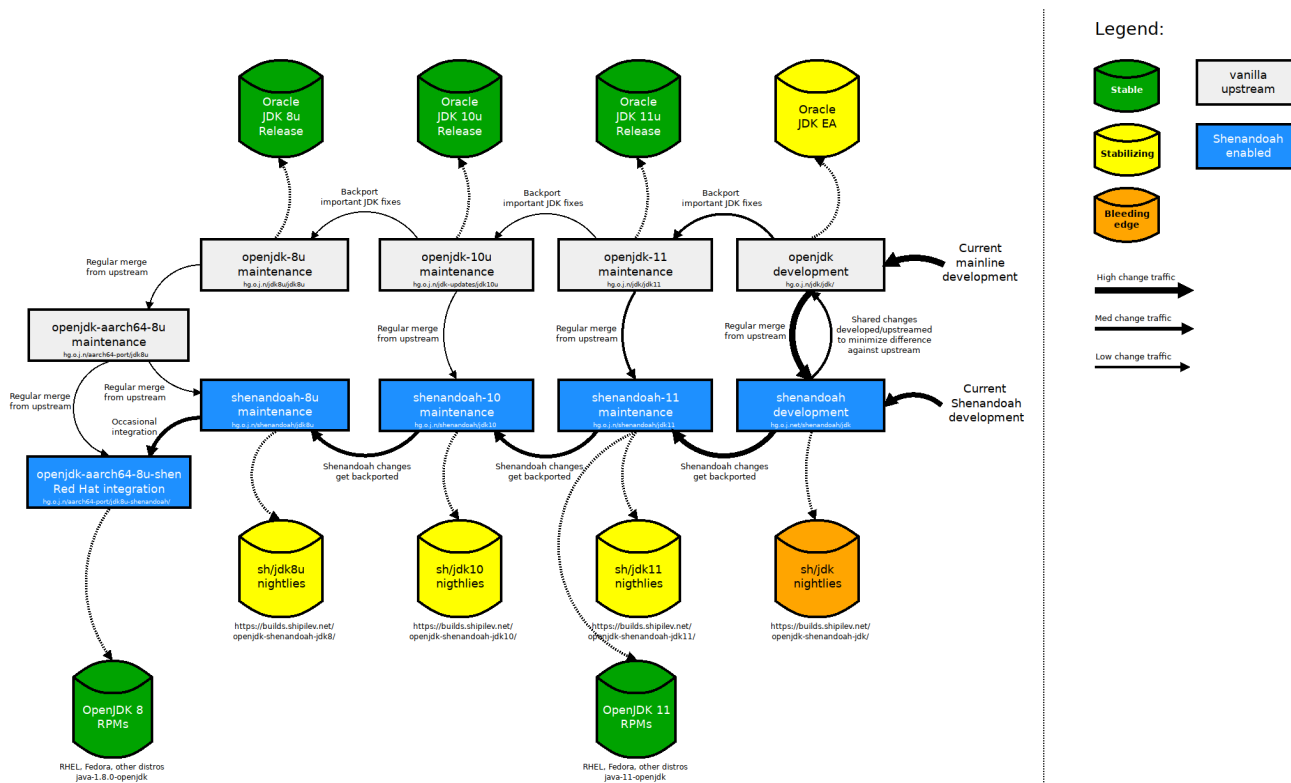 Legend:
Oracle
JDK 8u
Release
Oracle
JDK 10u
Release
Oracle
JDK 11u
Release
Oracle
JDK EA
Stable
vanilla
upstream
Stabilizing
Shenandoah
enabled
Bleeding
edge
Backport
important JDK fixes
Backport
important JDK fixes
Backport
important JDK fixes
openjdk-8u
maintenance
hg.o.j.n/jdk8u/jdk8u
openjdk-10u
maintenance
hg.o.j.n/jdk-updates/jdk10u
openjdk-11
maintenance
hg.o.j.n/jdk/jdk11
openjdk
development
hg.o.j.n/jdk/jdk/
Current
mainline
development
Regular merge
from upstream
High change traffic
Med change traffic
Low change traffic
openjdk-aarch64-8u
maintenance
hg.o.j.n/aarch64-port/jdk8u
Regular merge
from upstream
Regular merge
from upstream
Regular merge
from upstream
Shared changes
developed/upstreamed
to minimize difference
against upstream
Regular merge
from upstream
Regular merge
from upstream
shenandoah-8u
maintenance
hg.o.j.n/shenandoah/jdk8u
shenandoah-10
maintenance
hg.o.j.n/shenandoah/jdk10
shenandoah-11
maintenance
hg.o.j.n/shenandoah/jdk11
shenandoah
development
hg.o.j.net/shenandoah/jdk
Current
Shenandoah
development
Occasional
integration
Shenandoah changes
get backported
Shenandoah changes
get backported
Shenandoah changes
get backported
openjdk-aarch64-8u-shen
Red Hat integration
hg.o.j.n/aarch64-port/jdk8u-shenandoah/
sh/jdk8u
nightlies
sh/jdk10
nigthlies
sh/jdk11
nigthlies
sh/jdk
nightlies
https://builds.shipilev.net/
openjdk-shenandoah-jdk8/
https://builds.shipilev.net/
openjdk-shenandoah-jdk10/
https://builds.shipilev.net/
openjdk-shenandoah-jdk11/
https://builds.shipilev.net/
openjdk-shenandoah-jdk/
OpenJDK 8
RPMs
OpenJDK 11
RPMs
RHEL, Fedora, other distros
java-1.8.0-openjdk
RHEL, Fedora, other distros
java-11-openjdk